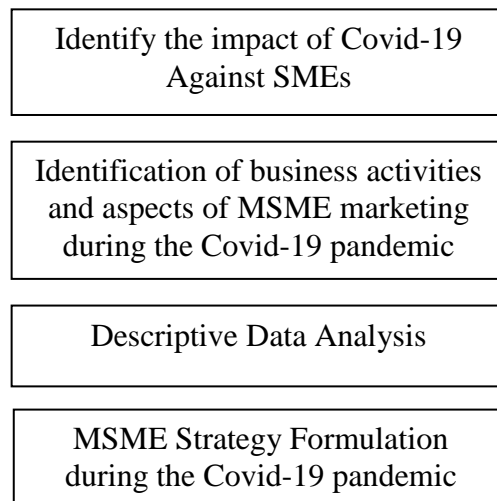 Identify the impact of Covid-19
Against SMEs
Identification of business activities
and aspects of MSME marketing
during the Covid-19 pandemic
Descriptive Data Analysis
MSME Strategy Formulation
during the Covid-19 pandemic